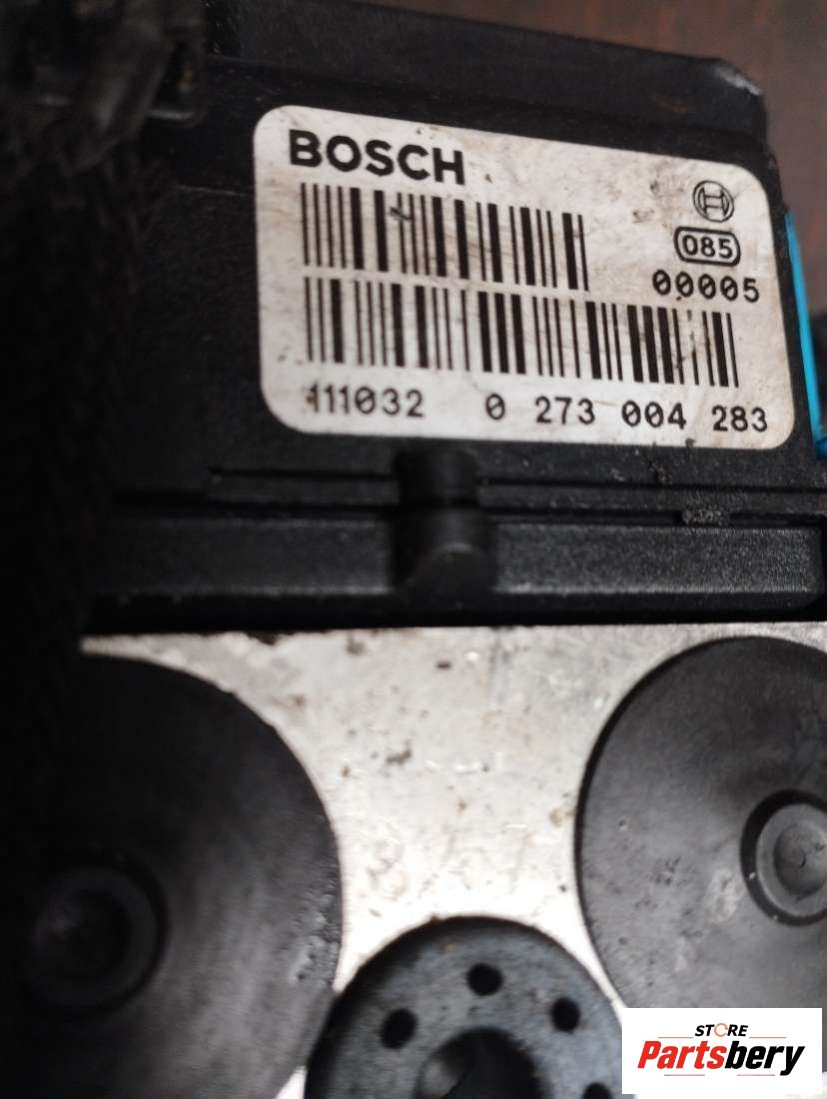 BOSCH
085
00005
111032 0 273 004 283
STORE
Partsbery